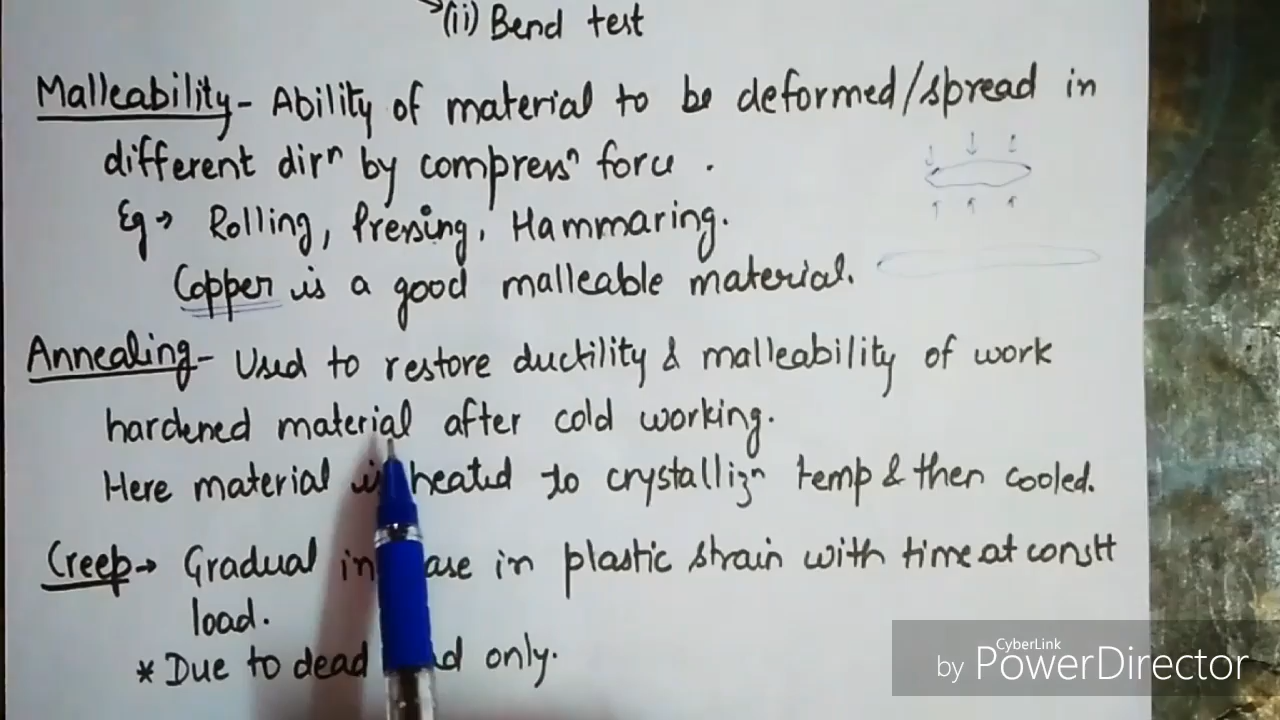 (ii) Bend test
Malleability - Ability of material to be deformed/spread in
different dirⁿ by compresⁿ force .
Eg → Rolling, Pressing, Hammaring.
Copper is a good malleable material.
Annealing - Used to restore ductility & malleability of work
hardened material after cold working.
Here material is heated to crystallizⁿ temp & then cooled.
Creep → Gradual in ase in plastic strain with time at constt
load.
* Due to dead d only.
CyberLink
by PowerDirector